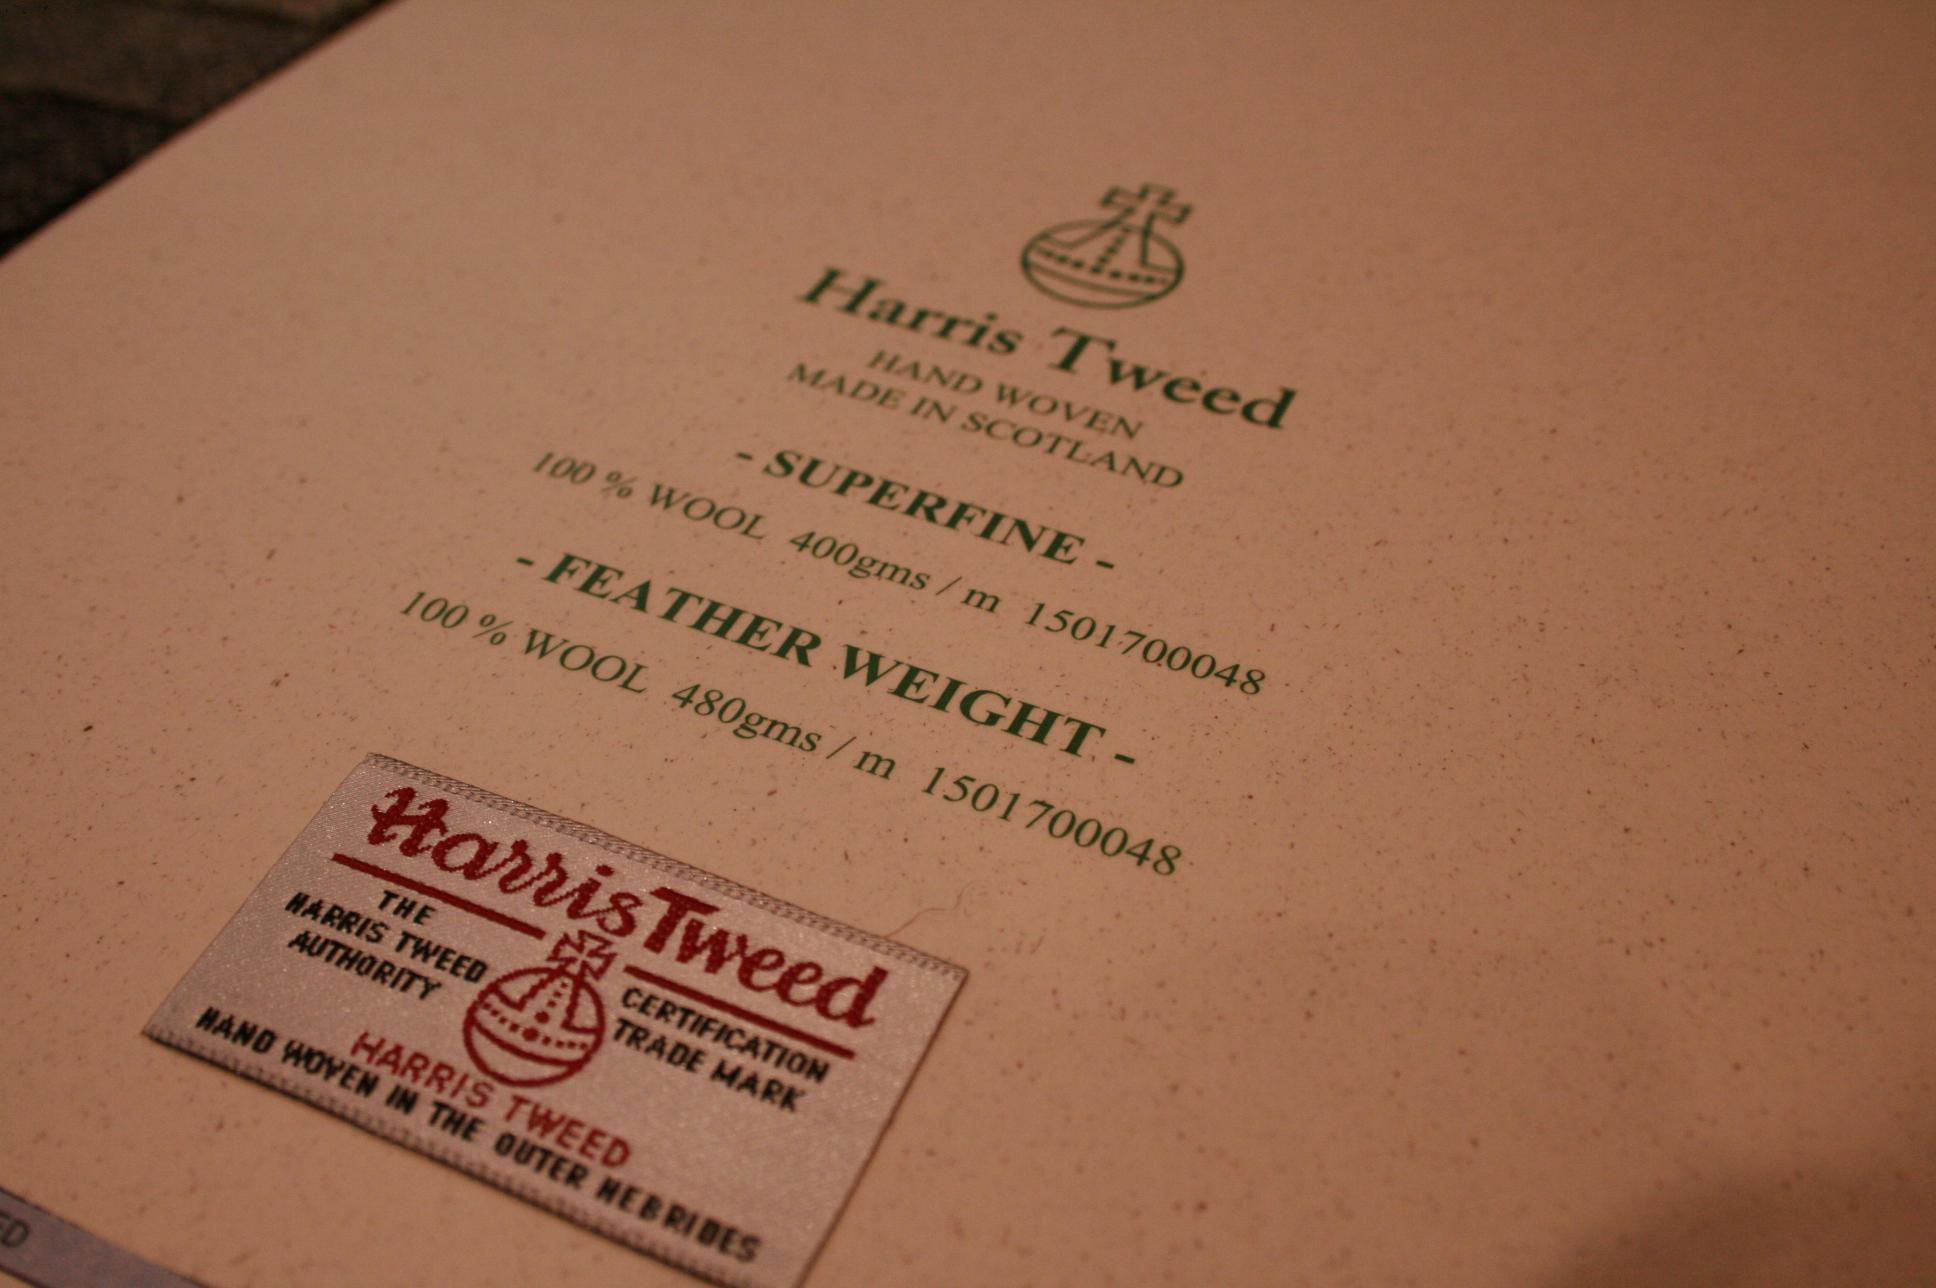 Harris Tweed
HAND WOVEN
MADE IN SCOTLAND
- SUPERFINE -
100 % WOOL 400gms / m 1501700048
- FEATHER WEIGHT -
100 % WOOL 480gms / m 1501700048
Harris Tweed
THE
HARRIS TWEED
AUTHORITY
CERTIFICATION
TRADE MARK
HARRIS TWEED
HAND WOVEN IN THE OUTER HEBRIDES